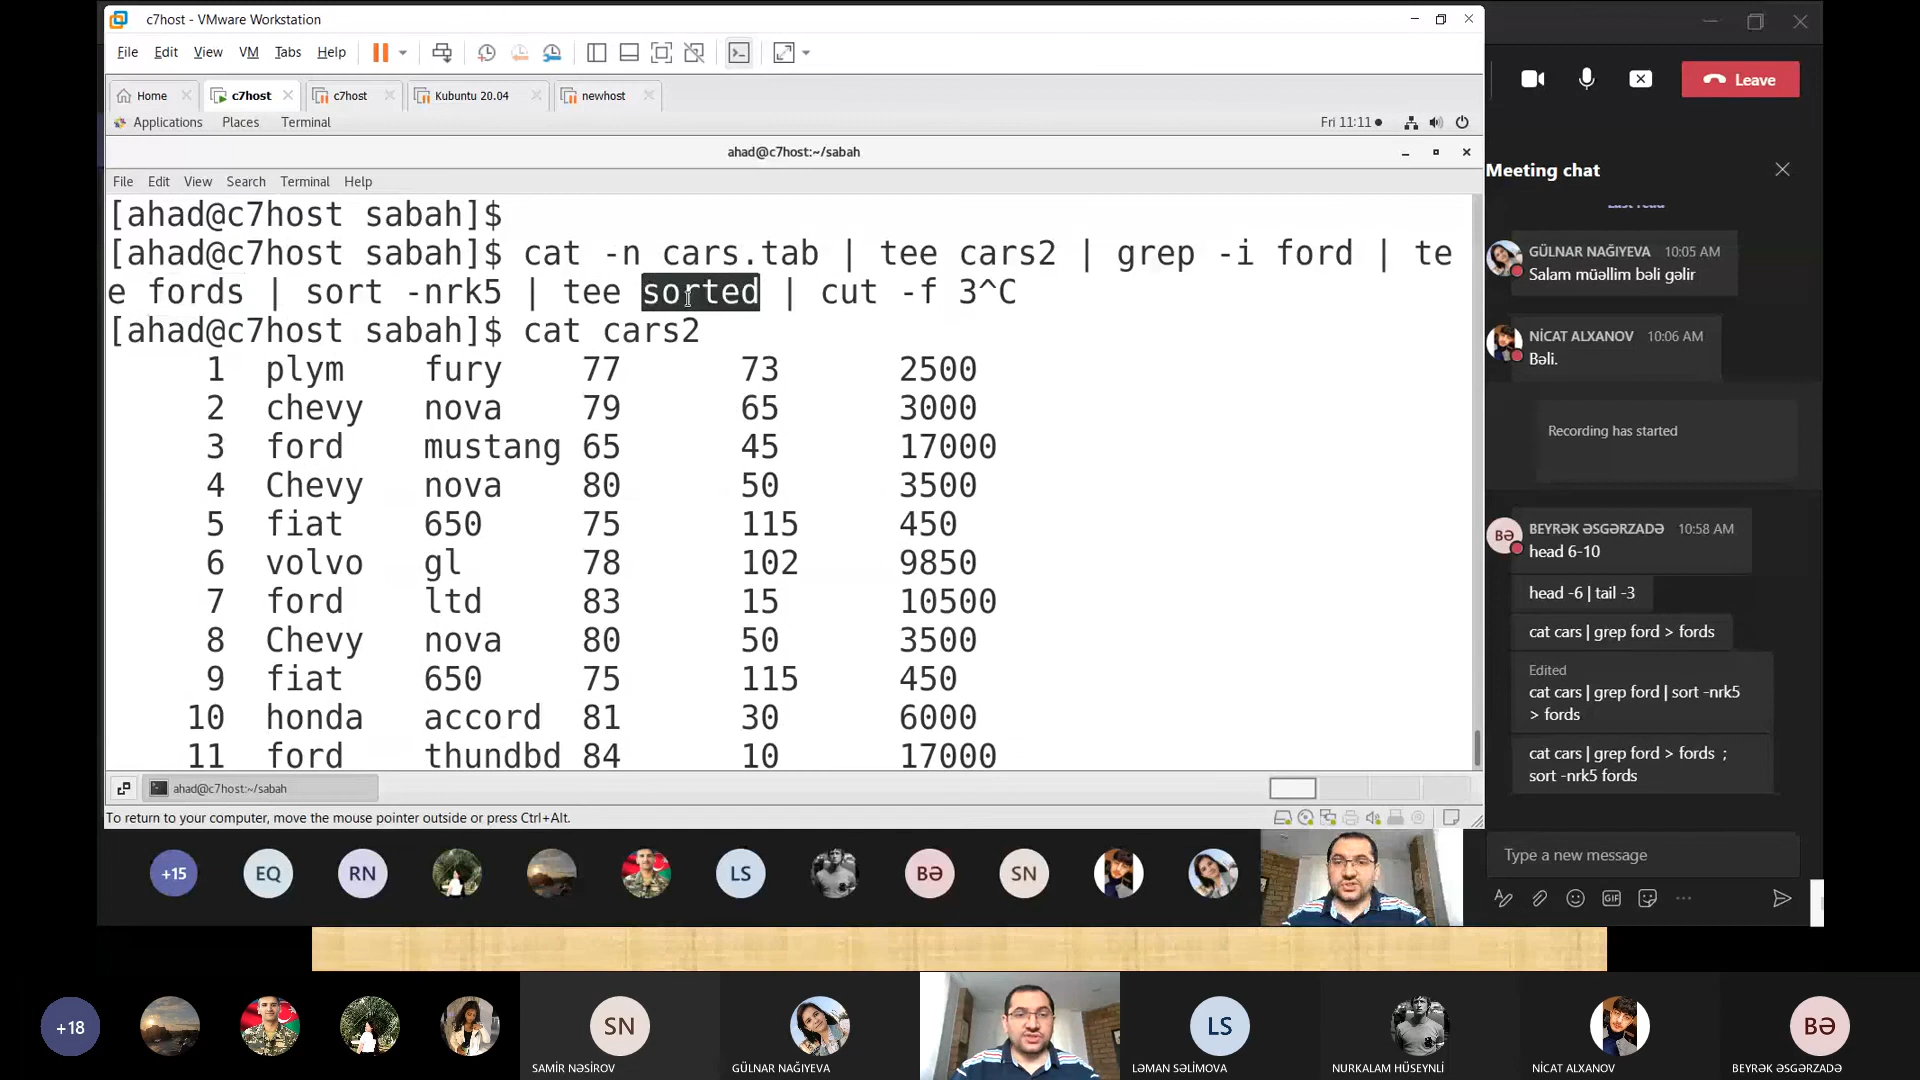 c7host - VMware Workstation
File Edit View VM Tabs Help
Home c7host c7host Kubuntu 20.04 newhost
Applications Places Terminal Fri 11:11
ahad@c7host:~/sabah
File Edit View Search Terminal Help
[ahad@c7host sabah]$
[ahad@c7host sabah]$ cat -n cars.tab | tee cars2 | grep -i ford | te
e fords | sort -nrk5 | tee sorted | cut -f 3^C
[ahad@c7host sabah]$ cat cars2
1 plym fury 77 73 2500
2 chevy nova 79 65 3000
3 ford mustang 65 45 17000
4 Chevy nova 80 50 3500
5 fiat 650 75 115 450
6 volvo gl 78 102 9850
7 ford ltd 83 15 10500
8 Chevy nova 80 50 3500
9 fiat 650 75 115 450
10 honda accord 81 30 6000
11 ford thundbd 84 10 17000
ahad@c7host:~/sabah
To return to your computer, move the mouse pointer outside or press Ctrl+Alt.
Leave
Meeting chat
Last read
GÜLNAR NAĞIYEVA 10:05 AM
Salam müəllim bəli gəlir
NİCAT ALXANOV 10:06 AM
Bəli.
Recording has started
BƏ
BEYRƏK ƏSGƏRZADƏ 10:58 AM
head 6-10
head -6 | tail -3
cat cars | grep ford > fords
Edited
cat cars | grep ford | sort -nrk5
> fords
cat cars | grep ford > fords ;
sort -nrk5 fords
Type a new message
GIF
+15 EQ RN LS BƏ SN
+18 SN LS BƏ
SAMİR NƏSİROV GÜLNAR NAĞIYEVA LƏMAN SƏLİMOVA NURKALAM HÜSEYNLİ NİCAT ALXANOV BEYRƏK ƏSGƏRZADƏ